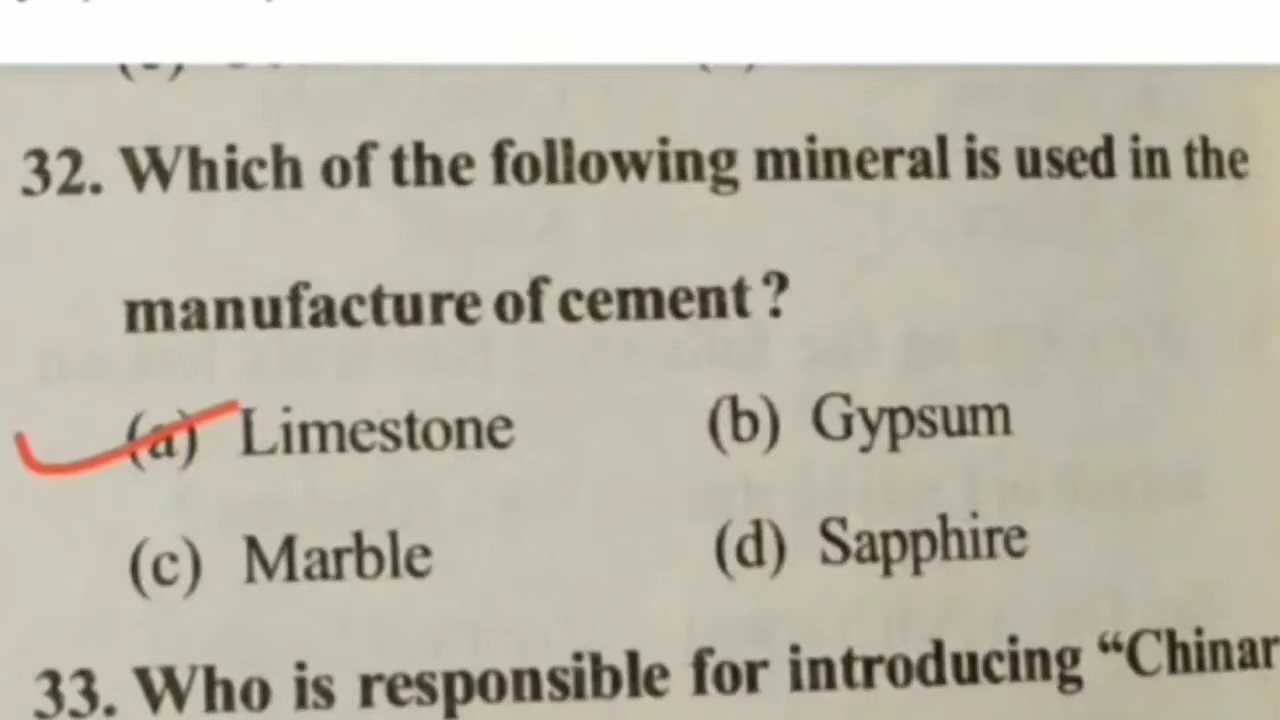 32. Which of the following mineral is used in the
manufacture of cement ?
(a) Limestone (b) Gypsum
(c) Marble (d) Sapphire
33. Who is responsible for introducing “Chinar